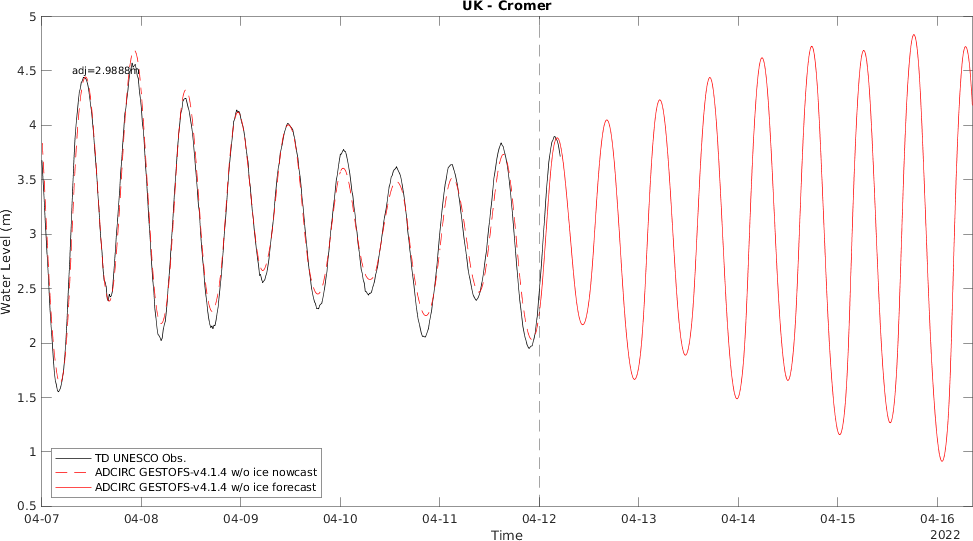 UK - Cromer
5
4.5
4
3.5
3
2.5
2
1.5
1
0.5
Water Level (m)
adj=2.9888m
TD UNESCO Obs.
ADCIRC GESTOFS-v4.1.4 w/o ice nowcast
ADCIRC GESTOFS-v4.1.4 w/o ice forecast
04-07 04-08 04-09 04-10 04-11 04-12 04-13 04-14 04-15 04-16
Time
2022